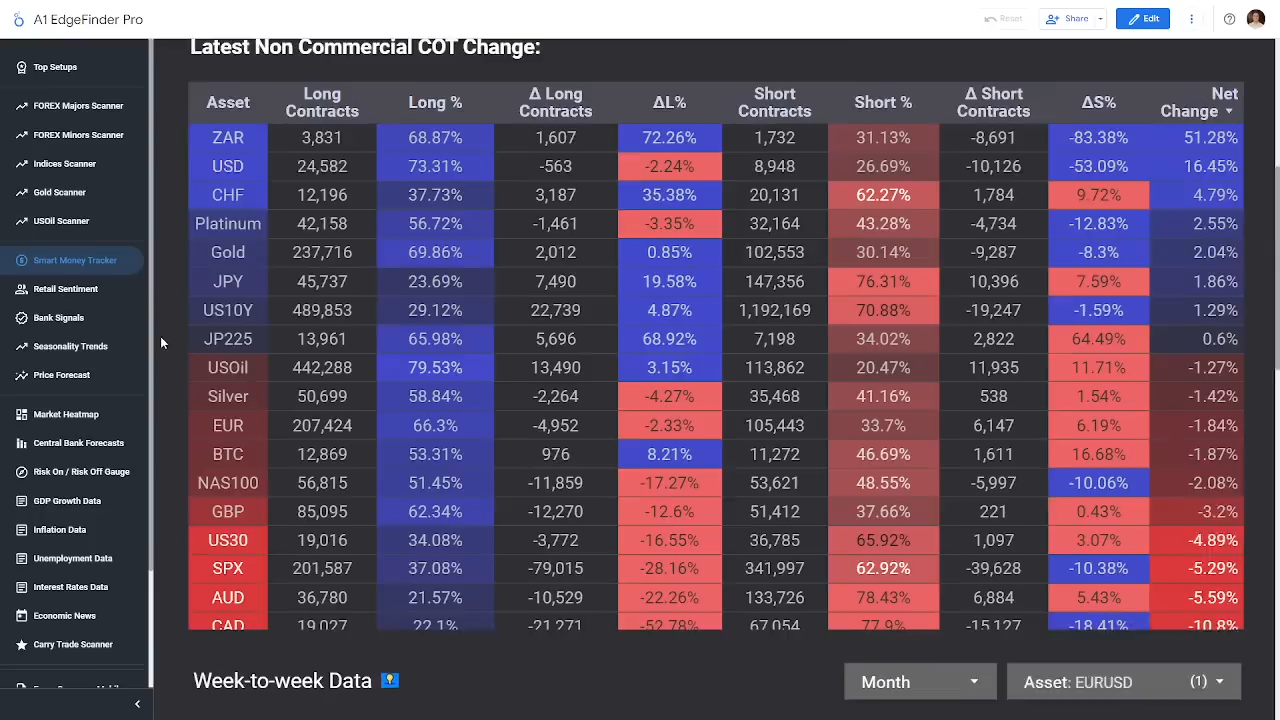 A1 EdgeFinder Pro
Reset
Share
Edit
Top Setups
FOREX Majors Scanner
FOREX Minors Scanner
Indices Scanner
Gold Scanner
USOil Scanner
Smart Money Tracker
Retail Sentiment
Bank Signals
Seasonality Trends
Price Forecast
Market Heatmap
Central Bank Forecasts
Risk On / Risk Off Gauge
GDP Growth Data
Inflation Data
Unemployment Data
Interest Rates Data
Economic News
Carry Trade Scanner
Latest Non Commercial COT Change:
Asset Long Contracts Long % Δ Long Contracts ΔL% Short Contracts Short % Δ Short Contracts ΔS% Net Change
ZAR 3,831 68.87% 1,607 72.26% 1,732 31.13% -8,691 -83.38% 51.28%
USD 24,582 73.31% -563 -2.24% 8,948 26.69% -10,126 -53.09% 16.45%
CHF 12,196 37.73% 3,187 35.38% 20,131 62.27% 1,784 9.72% 4.79%
Platinum 42,158 56.72% -1,461 -3.35% 32,164 43.28% -4,734 -12.83% 2.55%
Gold 237,716 69.86% 2,012 0.85% 102,553 30.14% -9,287 -8.3% 2.04%
JPY 45,737 23.69% 7,490 19.58% 147,356 76.31% 10,396 7.59% 1.86%
US10Y 489,853 29.12% 22,739 4.87% 1,192,169 70.88% -19,247 -1.59% 1.29%
JP225 13,961 65.98% 5,696 68.92% 7,198 34.02% 2,822 64.49% 0.6%
USOil 442,288 79.53% 13,490 3.15% 113,862 20.47% 11,935 11.71% -1.27%
Silver 50,699 58.84% -2,264 -4.27% 35,468 41.16% 538 1.54% -1.42%
EUR 207,424 66.3% -4,952 -2.33% 105,443 33.7% 6,147 6.19% -1.84%
BTC 12,869 53.31% 976 8.21% 11,272 46.69% 1,611 16.68% -1.87%
NAS100 56,815 51.45% -11,859 -17.27% 53,621 48.55% -5,997 -10.06% -2.08%
GBP 85,095 62.34% -12,270 -12.6% 51,412 37.66% 221 0.43% -3.2%
US30 19,016 34.08% -3,772 -16.55% 36,785 65.92% 1,097 3.07% -4.89%
SPX 201,587 37.08% -79,015 -28.16% 341,997 62.92% -39,628 -10.38% -5.29%
AUD 36,780 21.57% -10,529 -22.26% 133,726 78.43% 6,884 5.43% -5.59%
CAD 19,027 22.1% -21,271 -52.78% 67,054 77.9% -15,127 -18.41% -10.8%
Week-to-week Data
Month
Asset: EURUSD (1)